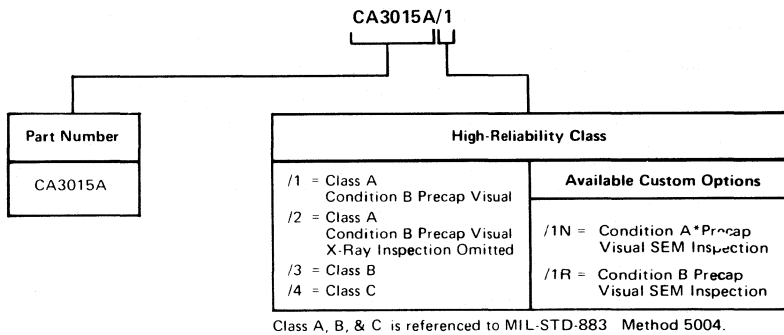 CA3015A/1
Part Number
CA3015A
High-Reliability Class
/1 = Class A
Condition B Precap Visual
/2 = Class A
Condition B Precap Visual
X-Ray Inspection Omitted
/3 = Class B
/4 = Class C
Available Custom Options
/1N = Condition A*Precap
Visual SEM Inspection
/1R = Condition B Precap
Visual SEM Inspection
Class A, B, & C is referenced to MIL-STD-883 Method 5004.